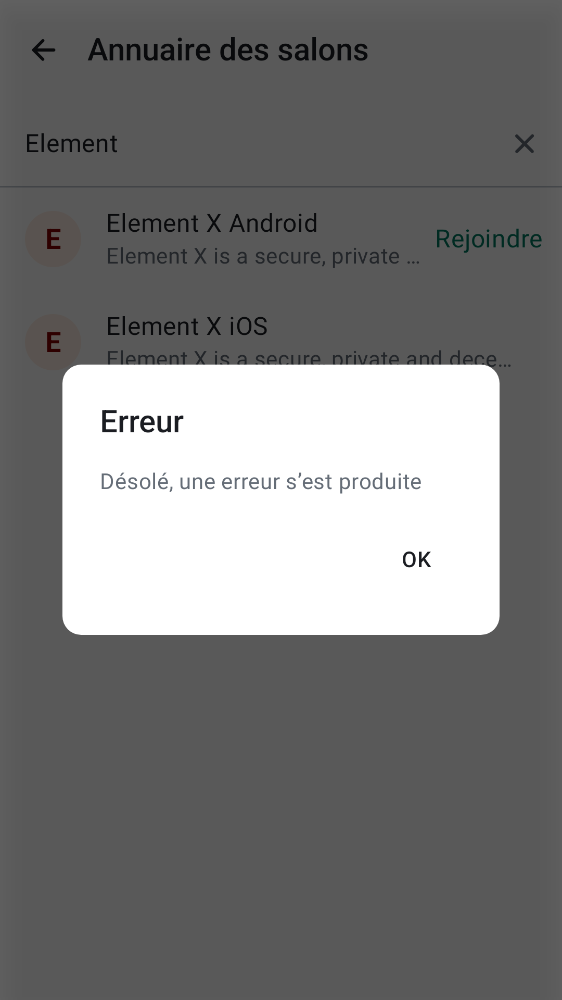 Annuaire des salons
Element
E
Element X Android
Element X is a secure, private ...
Rejoindre
E
Element X iOS
Element X is a secure, private and dece...
Erreur
Désolé, une erreur s’est produite
OK